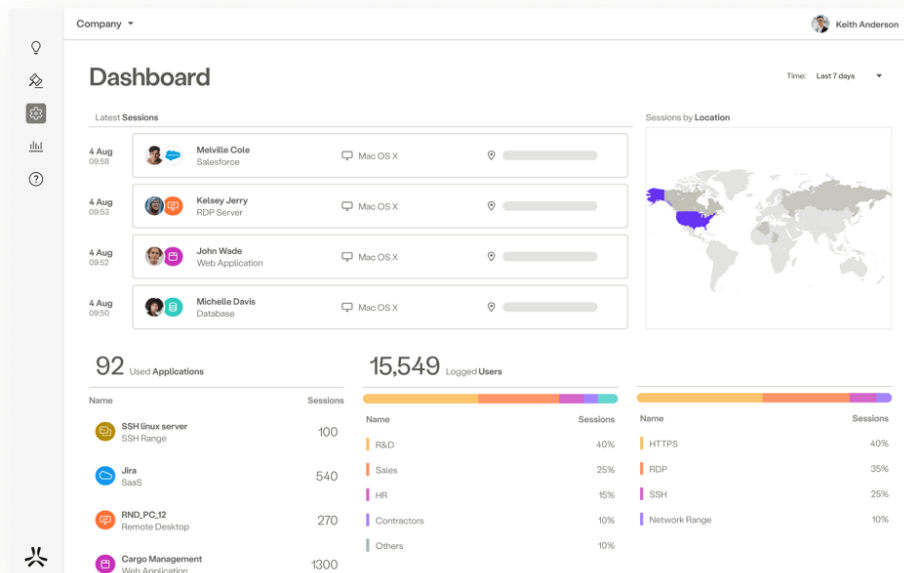 Company
Keith Anderson
Dashboard
Time: Last 7 days
Latest Sessions
Sessions by Location
4 Aug
09:58
Melville Cole
Salesforce
Mac OS X
4 Aug
09:53
Kelsey Jerry
RDP Server
Mac OS X
4 Aug
09:52
John Wade
Web Application
Mac OS X
4 Aug
09:50
Michelle Davis
Database
Mac OS X
92 Used Applications
Name Sessions
SSH linux server
SSH Range
100
Jira
SaaS
540
RND_PC_12
Remote Desktop
270
Cargo Management
Web Application
1300
15,549 Logged Users
Name Sessions
R&D 40%
Sales 25%
HR 15%
Contractors 10%
Others 10%
Name Sessions
HTTPS 40%
RDP 35%
SSH 25%
Network Range 10%